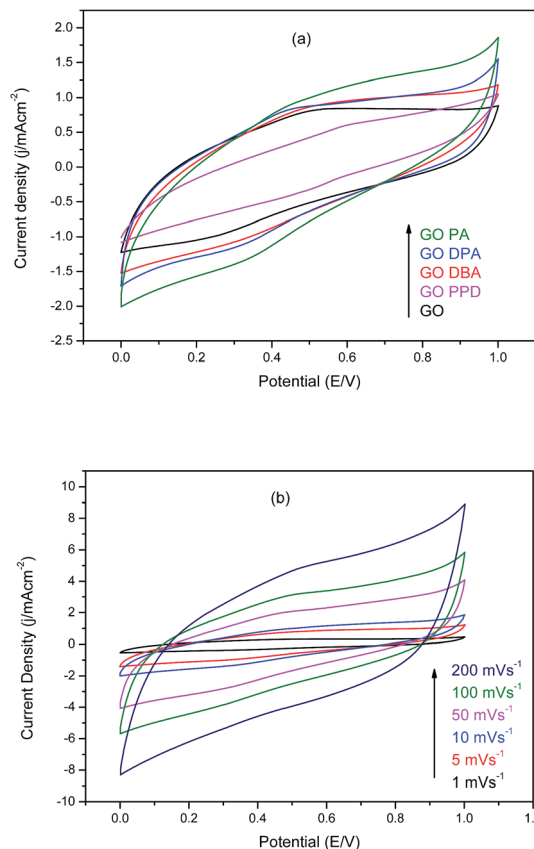 (a)
2.0
1.5
1.0
0.5
0.0
-0.5
-1.0
-1.5
-2.0
-2.5
Current density (j/mAcm-2)
GO PA
GO DPA
GO DBA
GO PPD
GO
0.0 0.2 0.4 0.6 0.8 1.0
Potential (E/V)
(b)
10
8
6
4
2
0
-2
-4
-6
-8
-10
Current Density (j/mAcm-2)
200 mVs-1
100 mVs-1
50 mVs-1
10 mVs-1
5 mVs-1
1 mVs-1
0.0 0.2 0.4 0.6 0.8 1.0 1.
Potential (E/V)